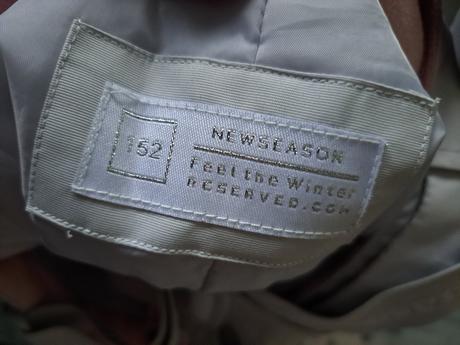 152
NEWSEASON
Feel the Winter
RESERVED.COM